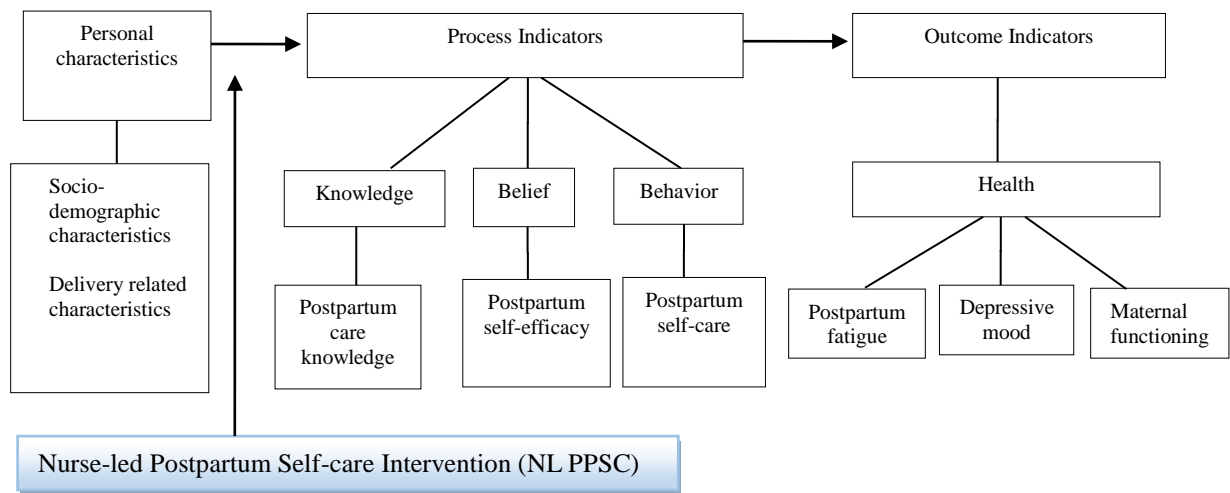 Personal
characteristics
Process Indicators
Outcome Indicators
Socio-
demographic
characteristics
Delivery related
characteristics
Knowledge
Belief
Behavior
Health
Postpartum
care
knowledge
Postpartum
self-efficacy
Postpartum
self-care
Postpartum
fatigue
Depressive
mood
Maternal
functioning
Nurse-led Postpartum Self-care Intervention (NL PPSC)